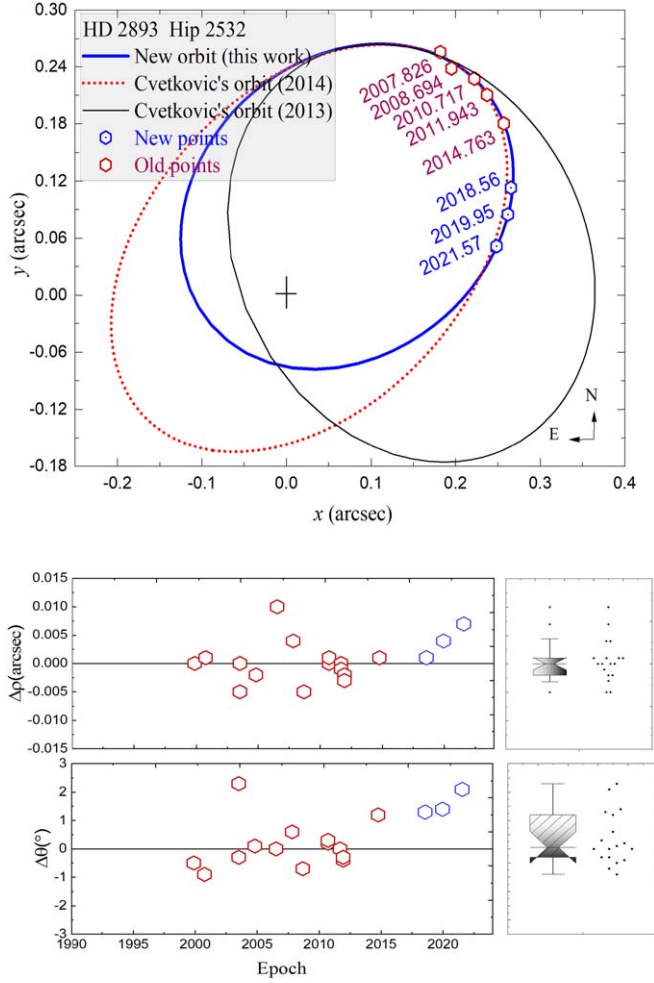 HD 2893 Hip 2532
New orbit (this work)
Cvetkovic's orbit (2014)
Cvetkovic's orbit (2013)
New points
Old points
2007.826
2008.694
2010.717
2011.943
2014.763
2018.56
2019.95
2021.57
N
E
0.30
0.24
0.18
0.12
0.06
0.00
-0.06
-0.12
-0.18
y (arcsec)
-0.2 -0.1 0.0 0.1 0.2 0.3 0.4
x (arcsec)
0.015
0.010
0.005
0.000
-0.005
-0.010
-0.015
Δρ(arcsec)
3
2
1
0
-1
-2
-3
Δθ(°)
1990 1995 2000 2005 2010 2015 2020
Epoch